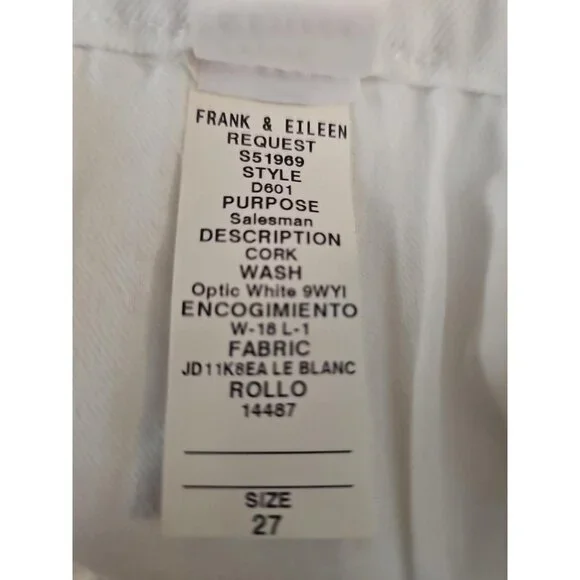 FRANK & EILEEN
REQUEST
S51969
STYLE
D601
PURPOSE
Salesman
DESCRIPTION
CORK
WASH
Optic White 9WYI
ENCOGIMIENTO
W-18 L-1
FABRIC
JD11K8EA LE BLANC
ROLLO
14487
SIZE
27